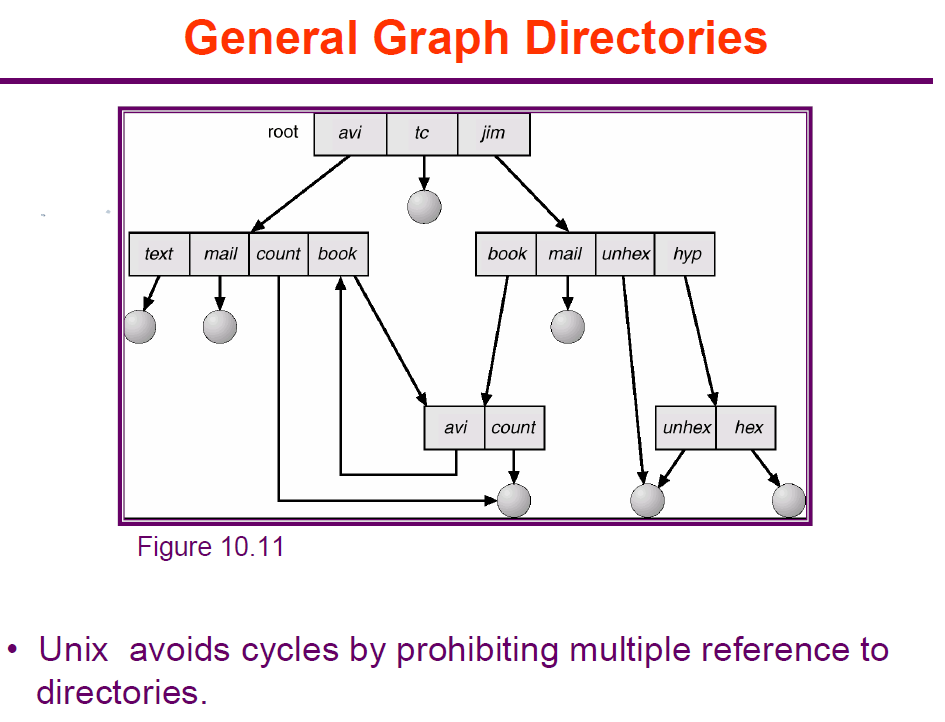 General Graph Directories
root avi tc jim
text mail count book book mail unhex hyp
avi count unhex hex
Figure 10.11
• Unix avoids cycles by prohibiting multiple reference to
directories.